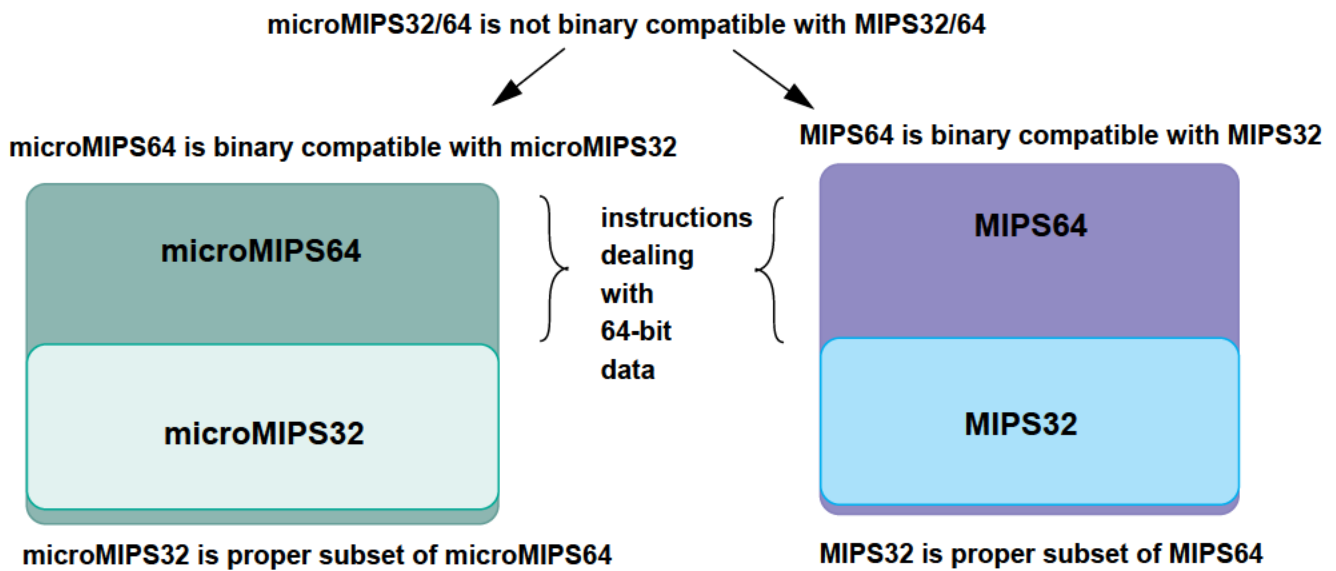 microMIPS32/64 is not binary compatible with MIPS32/64
microMIPS64 is binary compatible with microMIPS32
MIPS64 is binary compatible with MIPS32
microMIPS64
instructions
dealing
with
64-bit
data
MIPS64
microMIPS32
MIPS32
microMIPS32 is proper subset of microMIPS64
MIPS32 is proper subset of MIPS64